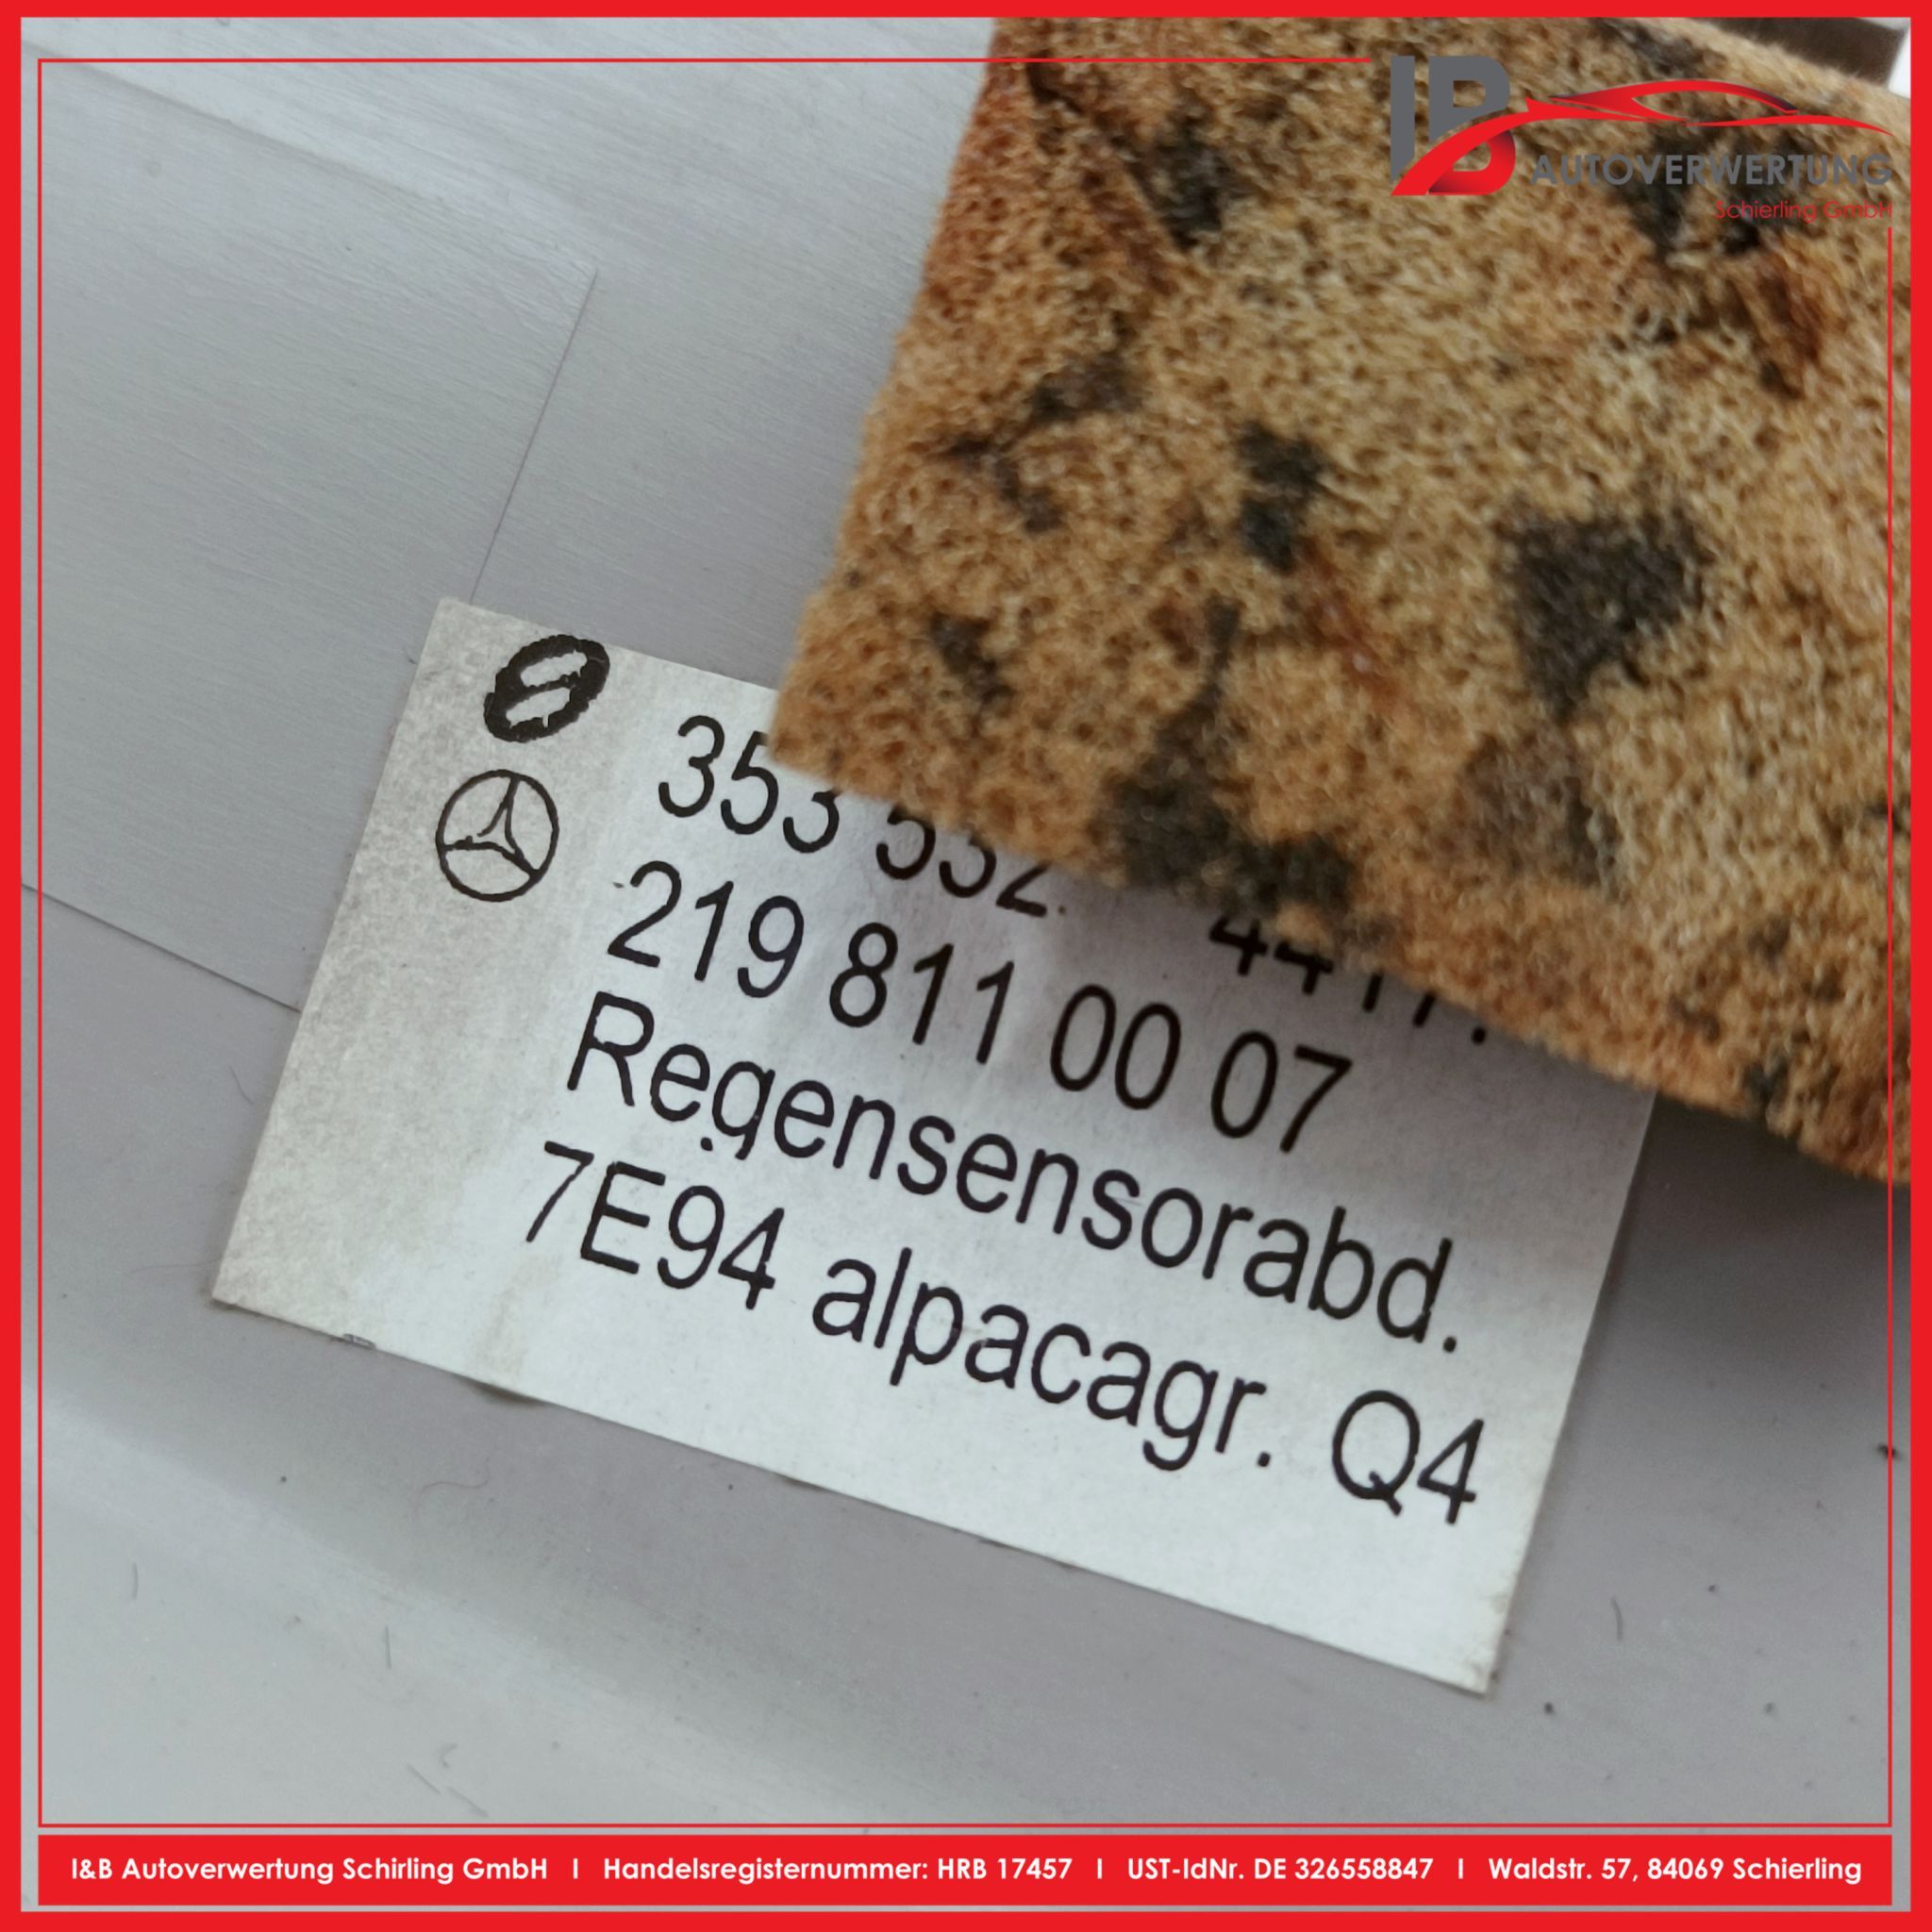 IB
AUTOVERWERTUNG
Schierling GmbH
219 811 00 07
Regensensorabd.
7E94 alpacagr. Q4
I&B Autoverwertung Schirling GmbH I Handelsregisternummer: HRB 17457 I UST-IdNr. DE 326558847 I Waldstr. 57, 84069 Schierling